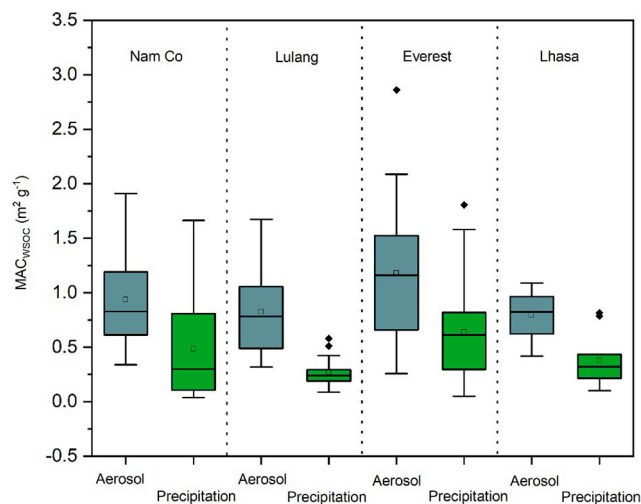 3.5
3.0
2.5
2.0
1.5
1.0
0.5
0.0
-0.5
MACWSOC (m² g⁻¹)
Nam Co
Lulang
Everest
Lhasa
Aerosol
Precipitation
Aerosol
Precipitation
Aerosol
Precipitation
Aerosol
Precipitation